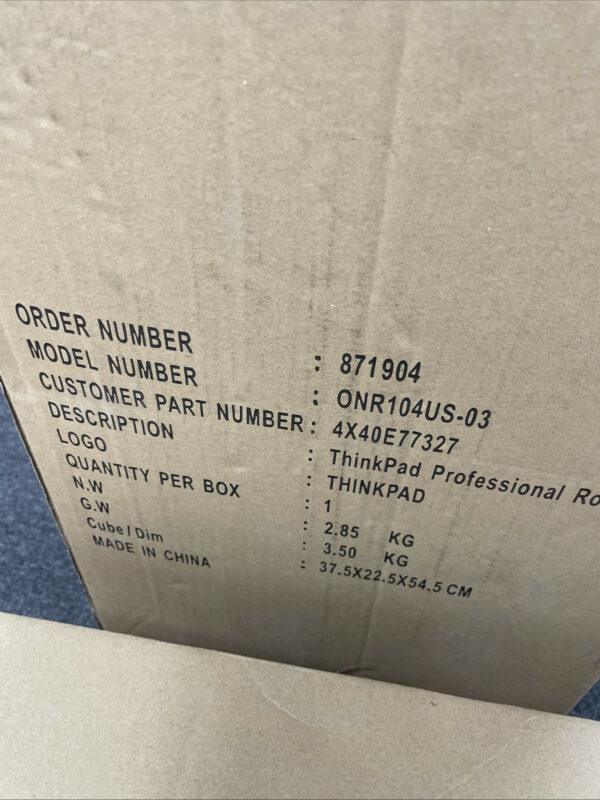 ORDER NUMBER : 871904
MODEL NUMBER : ONR104US-03
CUSTOMER PART NUMBER : 4X40E77327
DESCRIPTION : ThinkPad Professional Ro
LOGO : THINKPAD
QUANTITY PER BOX : 1
N.W : 2.85 KG
G.W : 3.50 KG
Cube/Dim : 37.5X22.5X54.5 CM
MADE IN CHINA